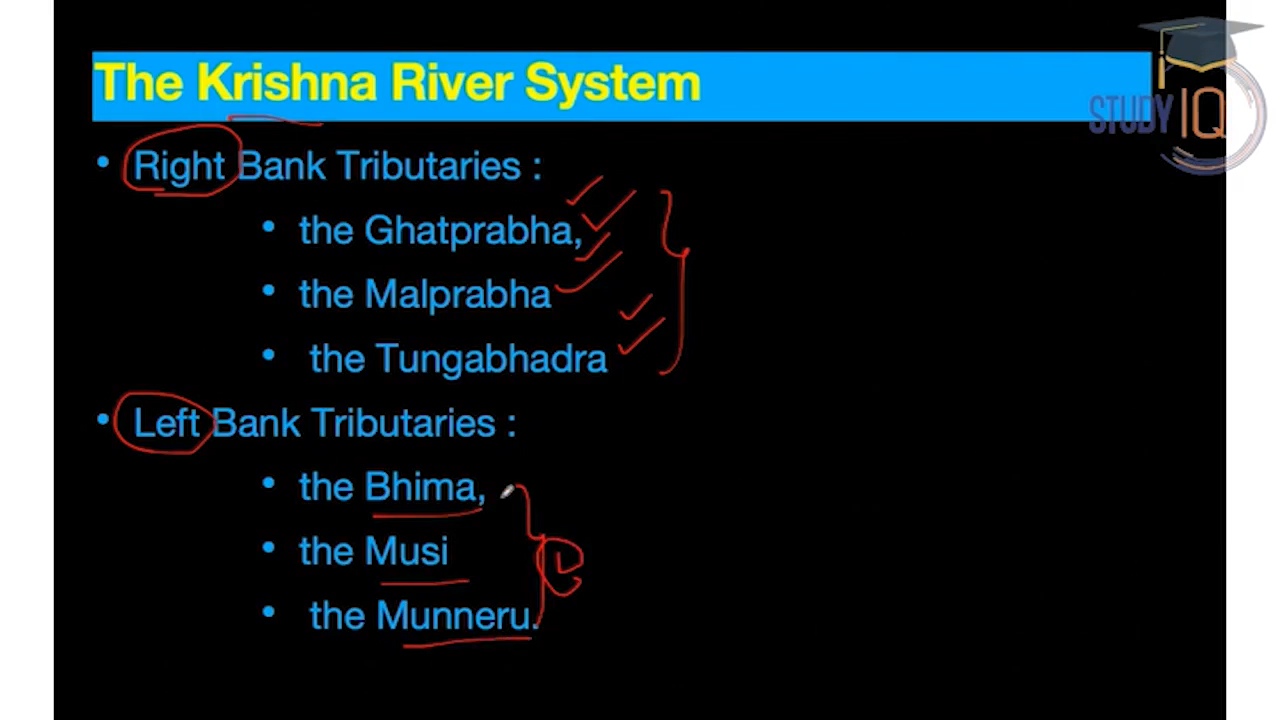 The Krishna River System
STUDY IQ
• Right Bank Tributaries :
• the Ghatprabha,
• the Malprabha
• the Tungabhadra
• Left Bank Tributaries :
• the Bhima,
• the Musi
• the Munneru.
L